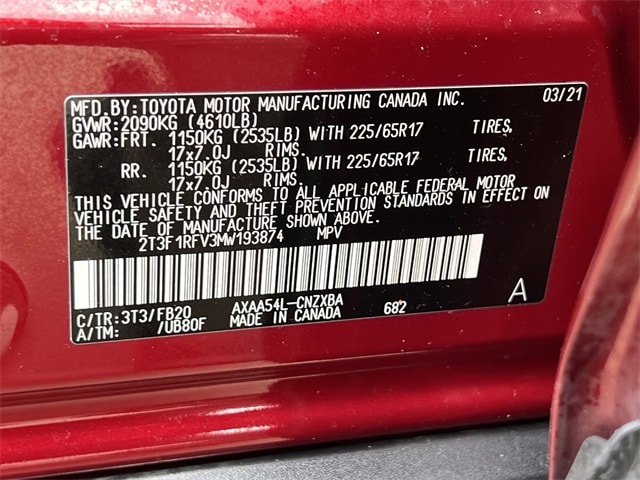 MFD.BY:TOYOTA MOTOR MANUFACTURING CANADA INC. 03/21
GVWR:2090KG (4610LB)
GAWR:FRT. 1150KG (2535LB) WITH 225/65R17 TIRES,
17x7.0J RIMS.
RR. 1150KG (2535LB) WITH 225/65R17 TIRES,
17x7.0J RIMS.
THIS VEHICLE CONFORMS TO ALL APPLICABLE FEDERAL MOTOR
VEHICLE SAFETY AND THEFT PREVENTION STANDARDS IN EFFECT ON
THE DATE OF MANUFACTURE SHOWN ABOVE.
2T3F1RFV3MW193874 MPV
C/TR:3T3/FB20 AXAA54L-CNZXBA 682 A
A/TM: /UB80F MADE IN CANADA